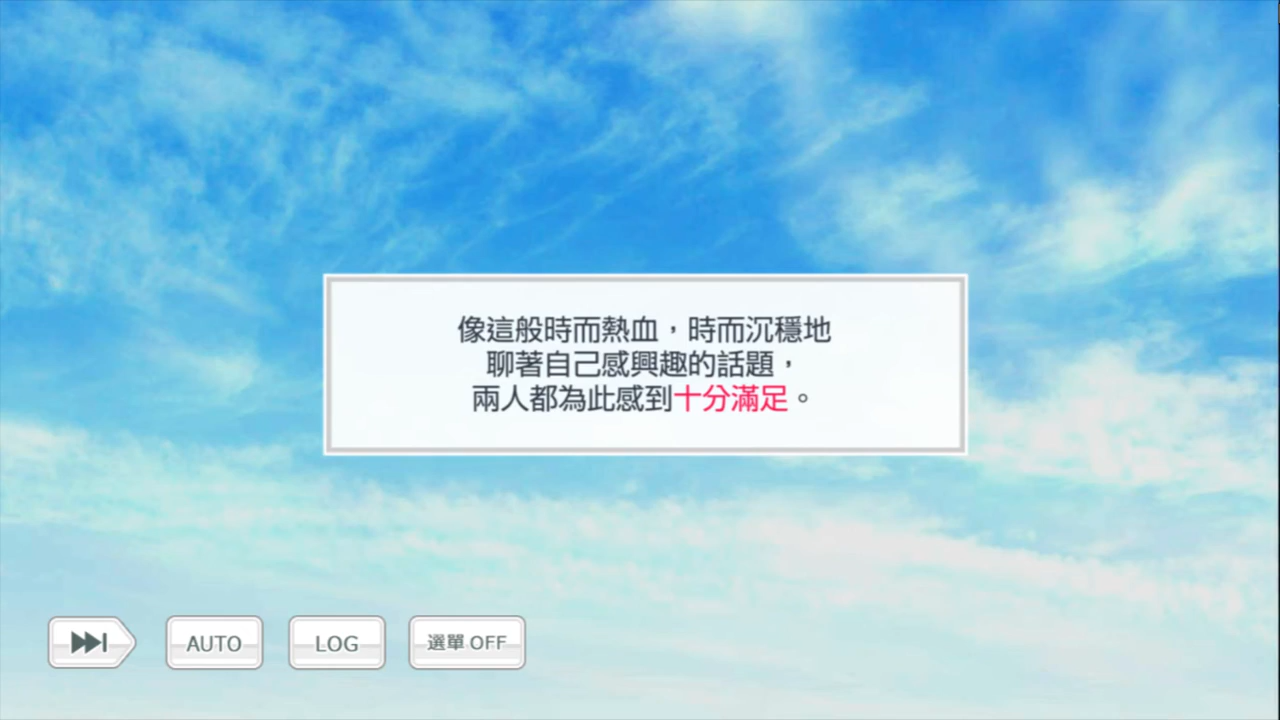 像這般時而熱血，時而沉穩地
聊著自己感興趣的話題，
兩人都為此感到十分滿足。
AUTO
LOG
選單 OFF